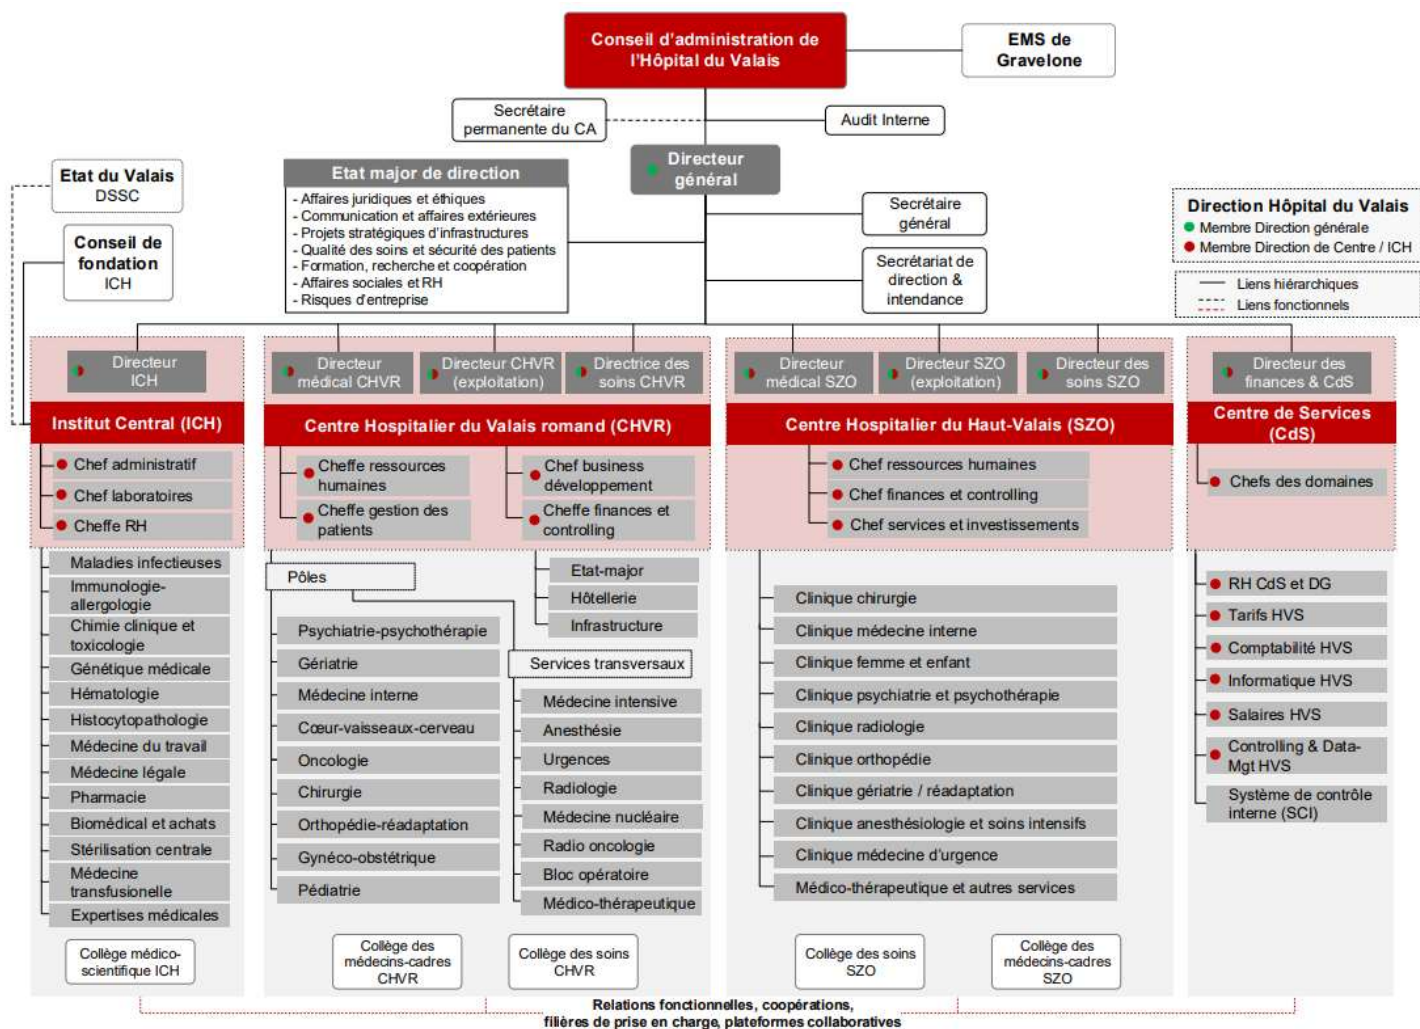 Conseil d'administration de
l'Hôpital du Valais
EMS de
Gravelone
Secrétaire
permanente du CA
Audit Interne
Directeur
général
Etat major de direction
- Affaires juridiques et éthiques
- Communication et affaires extérieures
- Projets stratégiques d'infrastructures
- Qualité des soins et sécurité des patients
- Formation, recherche et coopération
- Affaires sociales et RH
- Risques d'entreprise
Etat du Valais
DSSC
Conseil de
fondation
ICH
Secrétaire
général
Secrétariat de
direction &
intendance
Direction Hôpital du Valais
Membre Direction générale
Membre Direction de Centre / ICH
Liens hiérarchiques
Liens fonctionnels
Directeur
ICH
Institut Central (ICH)
Chef administratif
Chef laboratoires
Cheffe RH
Maladies infectieuses
Immunologie-
allergologie
Chimie clinique et
toxicologie
Génétique médicale
Hématologie
Histocytopathologie
Médecine du travail
Médecine légale
Pharmacie
Biomédical et achats
Stérilisation centrale
Médecine
transfusionelle
Expertises médicales
Collège médico-
scientifique ICH
Directeur
médical CHVR
Directeur CHVR
(exploitation)
Directrice des
soins CHVR
Centre Hospitalier du Valais romand (CHVR)
Cheffe ressources
humaines
Cheffe gestion des
patients
Chef business
développement
Cheffe finances et
controlling
Pôles
Psychiatrie-psychothérapie
Gériatrie
Médecine interne
Cœur-vaisseaux-cerveau
Oncologie
Chirurgie
Orthopédie-réadaptation
Gynéco-obstétrique
Pédiatrie
Etat-major
Hôtellerie
Infrastructure
Services transversaux
Médecine intensive
Anesthésie
Urgences
Radiologie
Médecine nucléaire
Radio oncologie
Bloc opératoire
Médico-thérapeutique
Collège des
médecins-cadres
CHVR
Collège des soins
CHVR
Directeur
médical SZO
Directeur SZO
(exploitation)
Directeur des
soins SZO
Centre Hospitalier du Haut-Valais (SZO)
Chef ressources humaines
Chef finances et controlling
Chef services et investissements
Clinique chirurgie
Clinique médecine interne
Clinique femme et enfant
Clinique psychiatrie et psychothérapie
Clinique radiologie
Clinique orthopédie
Clinique gériatrie / réadaptation
Clinique anesthésiologie et soins intensifs
Clinique médecine d'urgence
Médico-thérapeutique et autres services
Collège des soins
SZO
Collège des
médecins-cadres
SZO
Directeur des
finances & CdS
Centre de Services
(CdS)
Chefs des domaines
RH CdS et DG
Tarifs HVS
Comptabilité HVS
Informatique HVS
Salaires HVS
Controlling & Data-
Mgt HVS
Système de contrôle
interne (SCI)
Relations fonctionnelles, coopérations,
filières de prise en charge, plateformes collaboratives